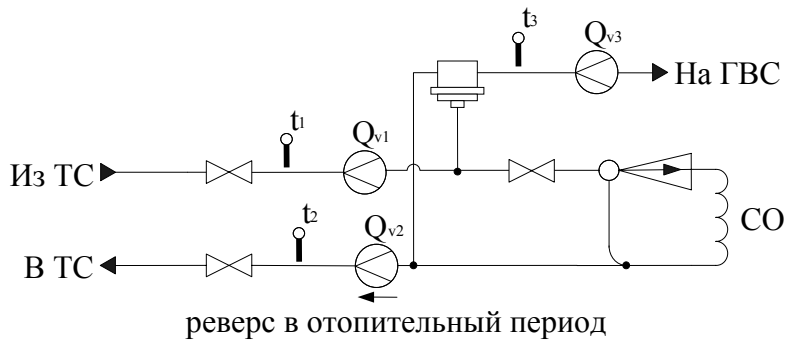 t3
Qv3
На ГВС
t1
Qv1
Из ТС
СО
t2
Qv2
В ТС
реверс в отопительный период